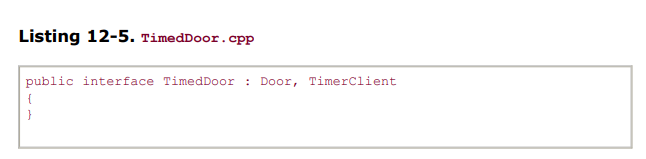 Listing 12-5. TimedDoor.cpp
public interface TimedDoor : Door, TimerClient
{
}